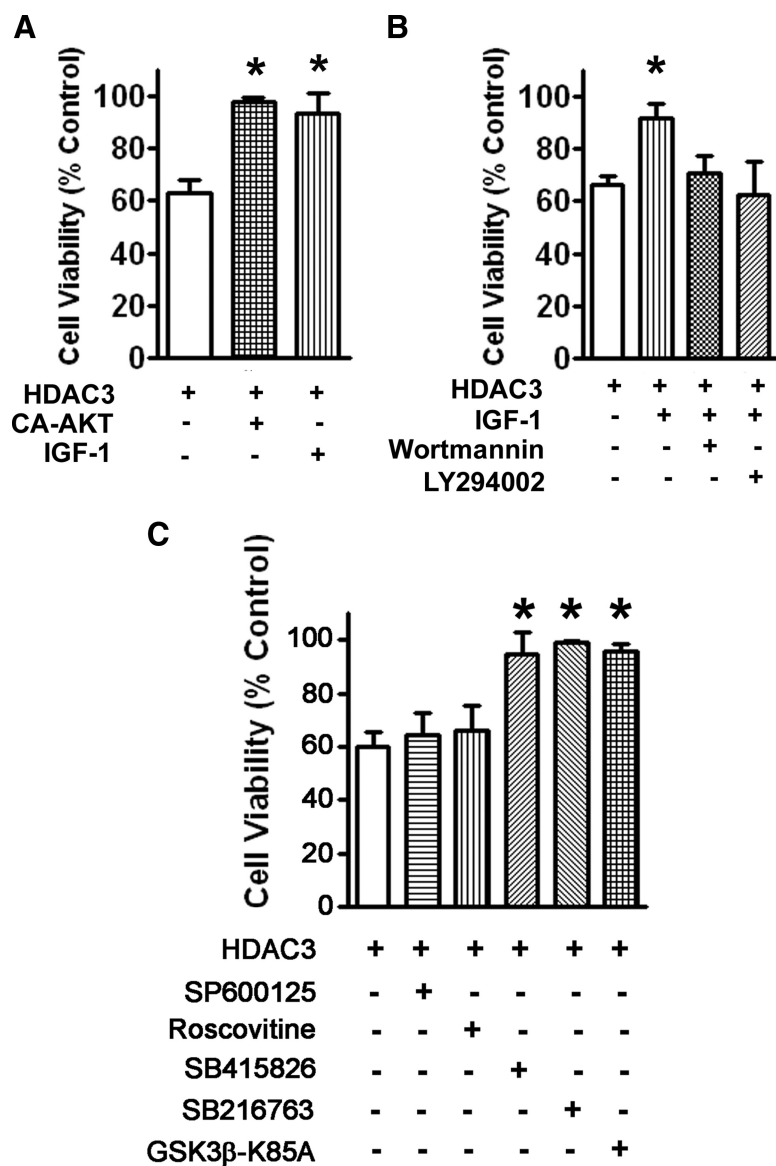 A
Cell Viability (% Control)
*
*
100
80
60
40
20
0
HDAC3 + + +
CA-AKT - + -
IGF-1 - - +
B
Cell Viability (% Control)
*
100
80
60
40
20
0
HDAC3 + + + +
IGF-1 - + + +
Wortmannin - - + -
LY294002 - - - +
C
Cell Viability (% Control)
* * *
100
80
60
40
20
0
HDAC3 + + + + + +
SP600125 - + - - - -
Roscovitine - - + - - -
SB415826 - - - + - -
SB216763 - - - - + -
GSK3β-K85A - - - - - +